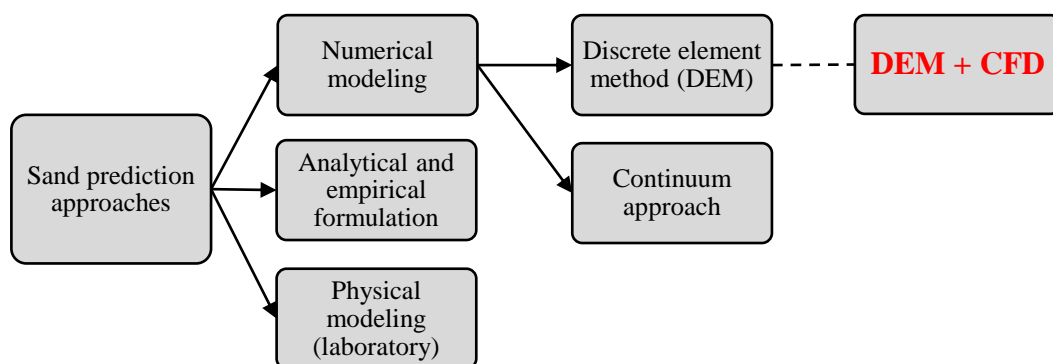 Sand prediction
approaches
Numerical
modeling
Analytical and
empirical
formulation
Physical
modeling
(laboratory)
Discrete element
method (DEM)
Continuum
approach
DEM + CFD